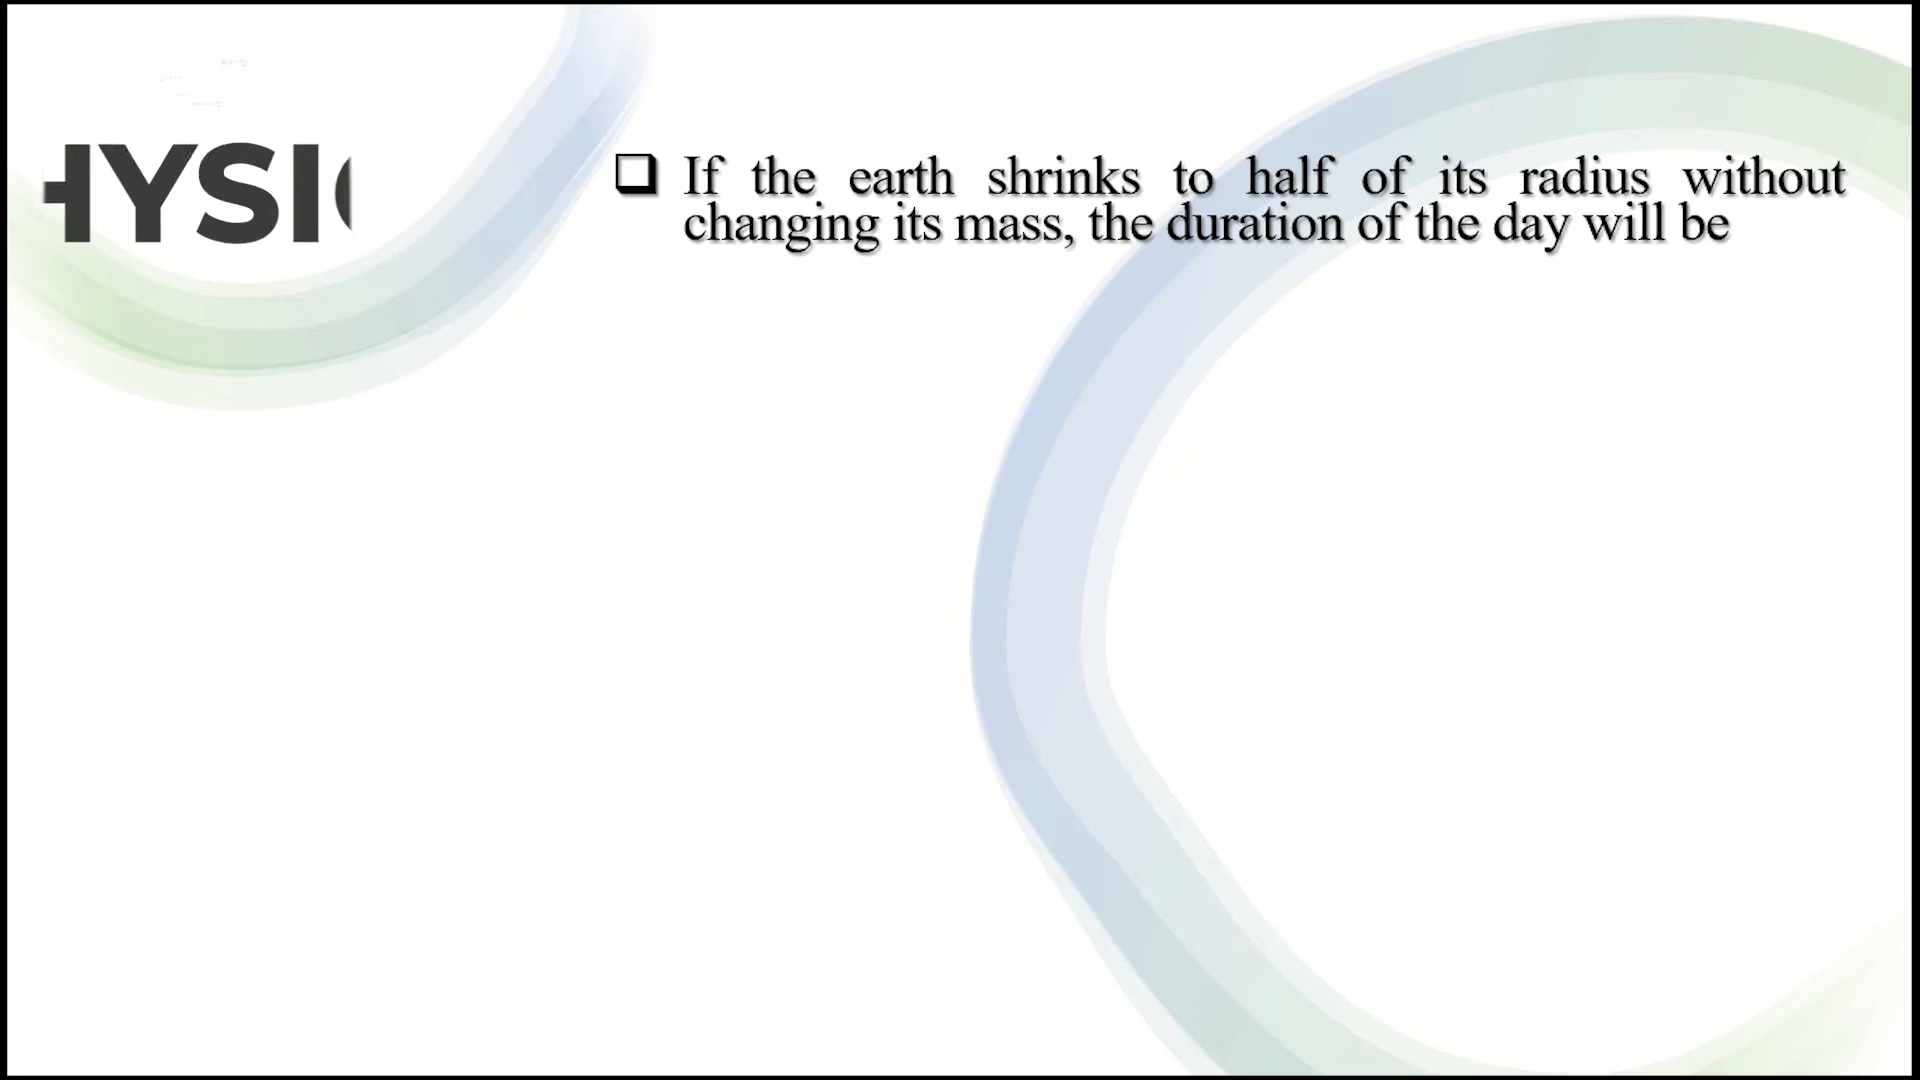 HYSI
If the earth shrinks to half of its radius without
changing its mass, the duration of the day will be